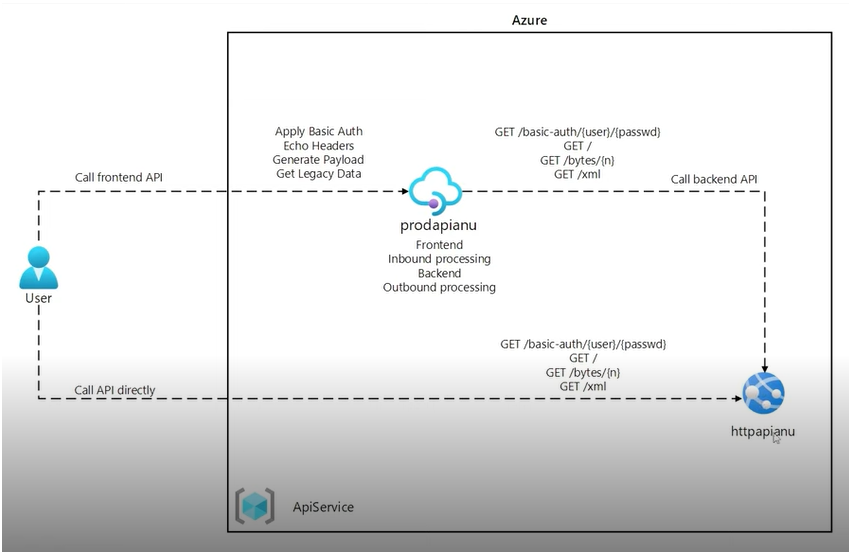 Azure
Apply Basic Auth
Echo Headers
Generate Payload
Get Legacy Data
GET /basic-auth/{user}/{passwd}
GET /
GET /bytes/{n}
GET /xml
Call frontend API
Call backend API
prodapianu
Frontend
Inbound processing
Backend
Outbound processing
User
GET /basic-auth/{user}/{passwd}
GET /
GET /bytes/{n}
GET /xml
Call API directly
httpapianu
ApiService